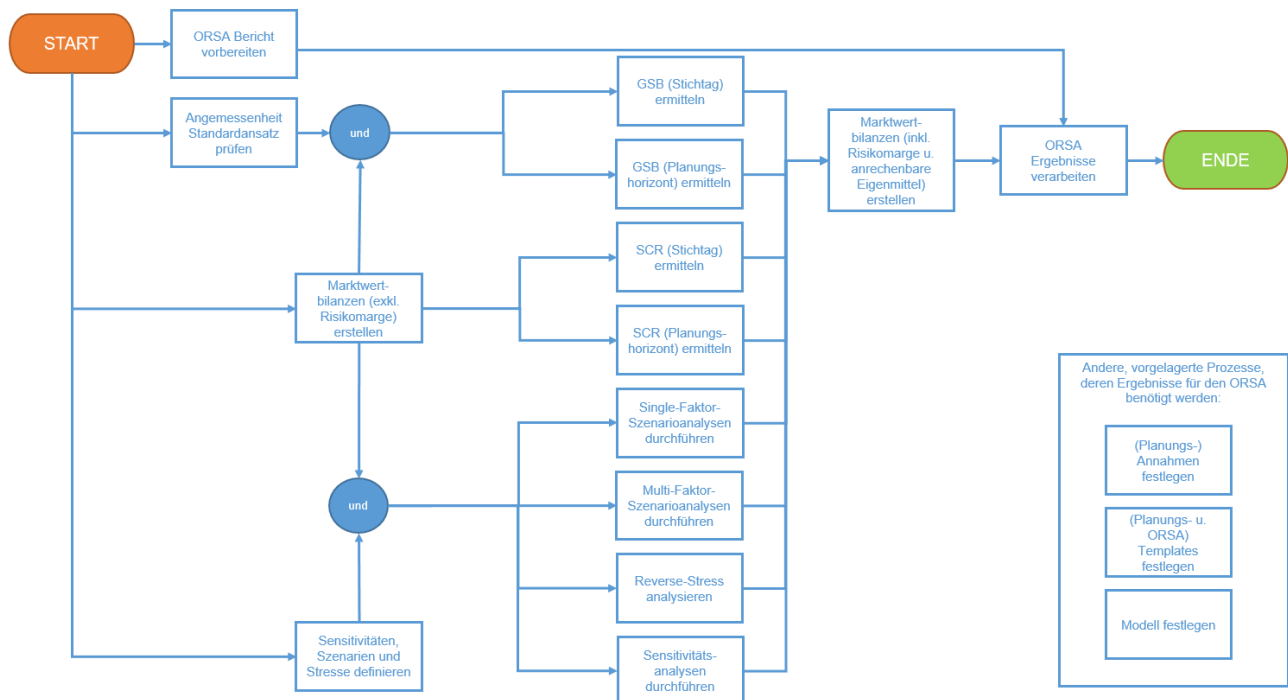 START
ORSA Bericht
vorbereiten
Angemessenheit
Standardansatz
prüfen
und
GSB (Stichtag)
ermitteln
GSB (Planungs-
horizont) ermitteln
Marktwert-
bilanzen (inkl.
Risikomarge u.
anrechenbare
Eigenmittel)
erstellen
ORSA
Ergebnisse
verarbeiten
ENDE
Marktwert-
bilanzen (exkl.
Risikomarge)
erstellen
SCR (Stichtag)
ermitteln
SCR (Planungs-
horizont) ermitteln
und
Single-Faktor-
Szenarioanalysen
durchführen
Multi-Faktor-
Szenarioanalysen
durchführen
Reverse-Stress
analysieren
Sensitivitäten,
Szenarien und
Stresse definieren
Sensitivitäts-
analysen
durchführen
Andere, vorgelagerte Prozesse,
deren Ergebnisse für den ORSA
benötigt werden:
(Planungs-)
Annahmen
festlegen
(Planungs- u.
ORSA)
Templates
festlegen
Modell festlegen